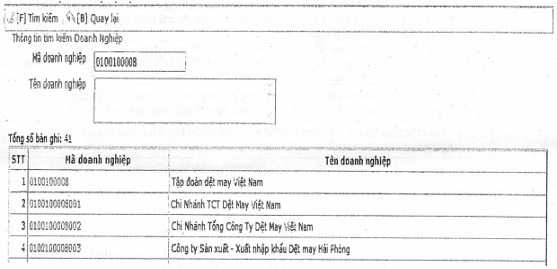 [F] Tìm kiếm [B] Quay lại
Thông tin tìm kiếm Doanh Nghiệp
Mã doanh nghiệp 0100100008
Tên doanh nghiệp
Tổng số bản ghi: 41
STT Mã doanh nghiệp Tên doanh nghiệp
1 0100100008 Tập đoàn dệt may Việt Nam
2 0100100008001 Chi Nhánh TCT Dệt May Việt Nam
3 0100100008002 Chi Nhánh Tổng Công Ty Dệt May Việt Nam
4 0100100008003 Công ty Sản xuất - Xuất nhập khẩu Dệt may Hải Phòng